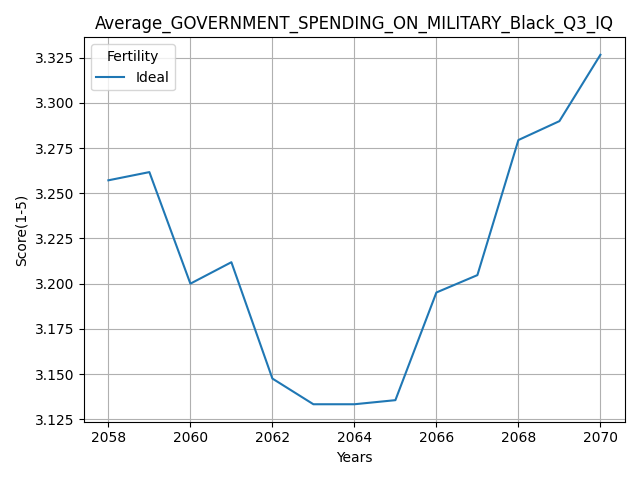 Average_GOVERNMENT_SPENDING_ON_MILITARY_Black_Q3_IQ
Fertility
Ideal
Score(1-5)
3.325
3.300
3.275
3.250
3.225
3.200
3.175
3.150
3.125
2058 2060 2062 2064 2066 2068 2070
Years